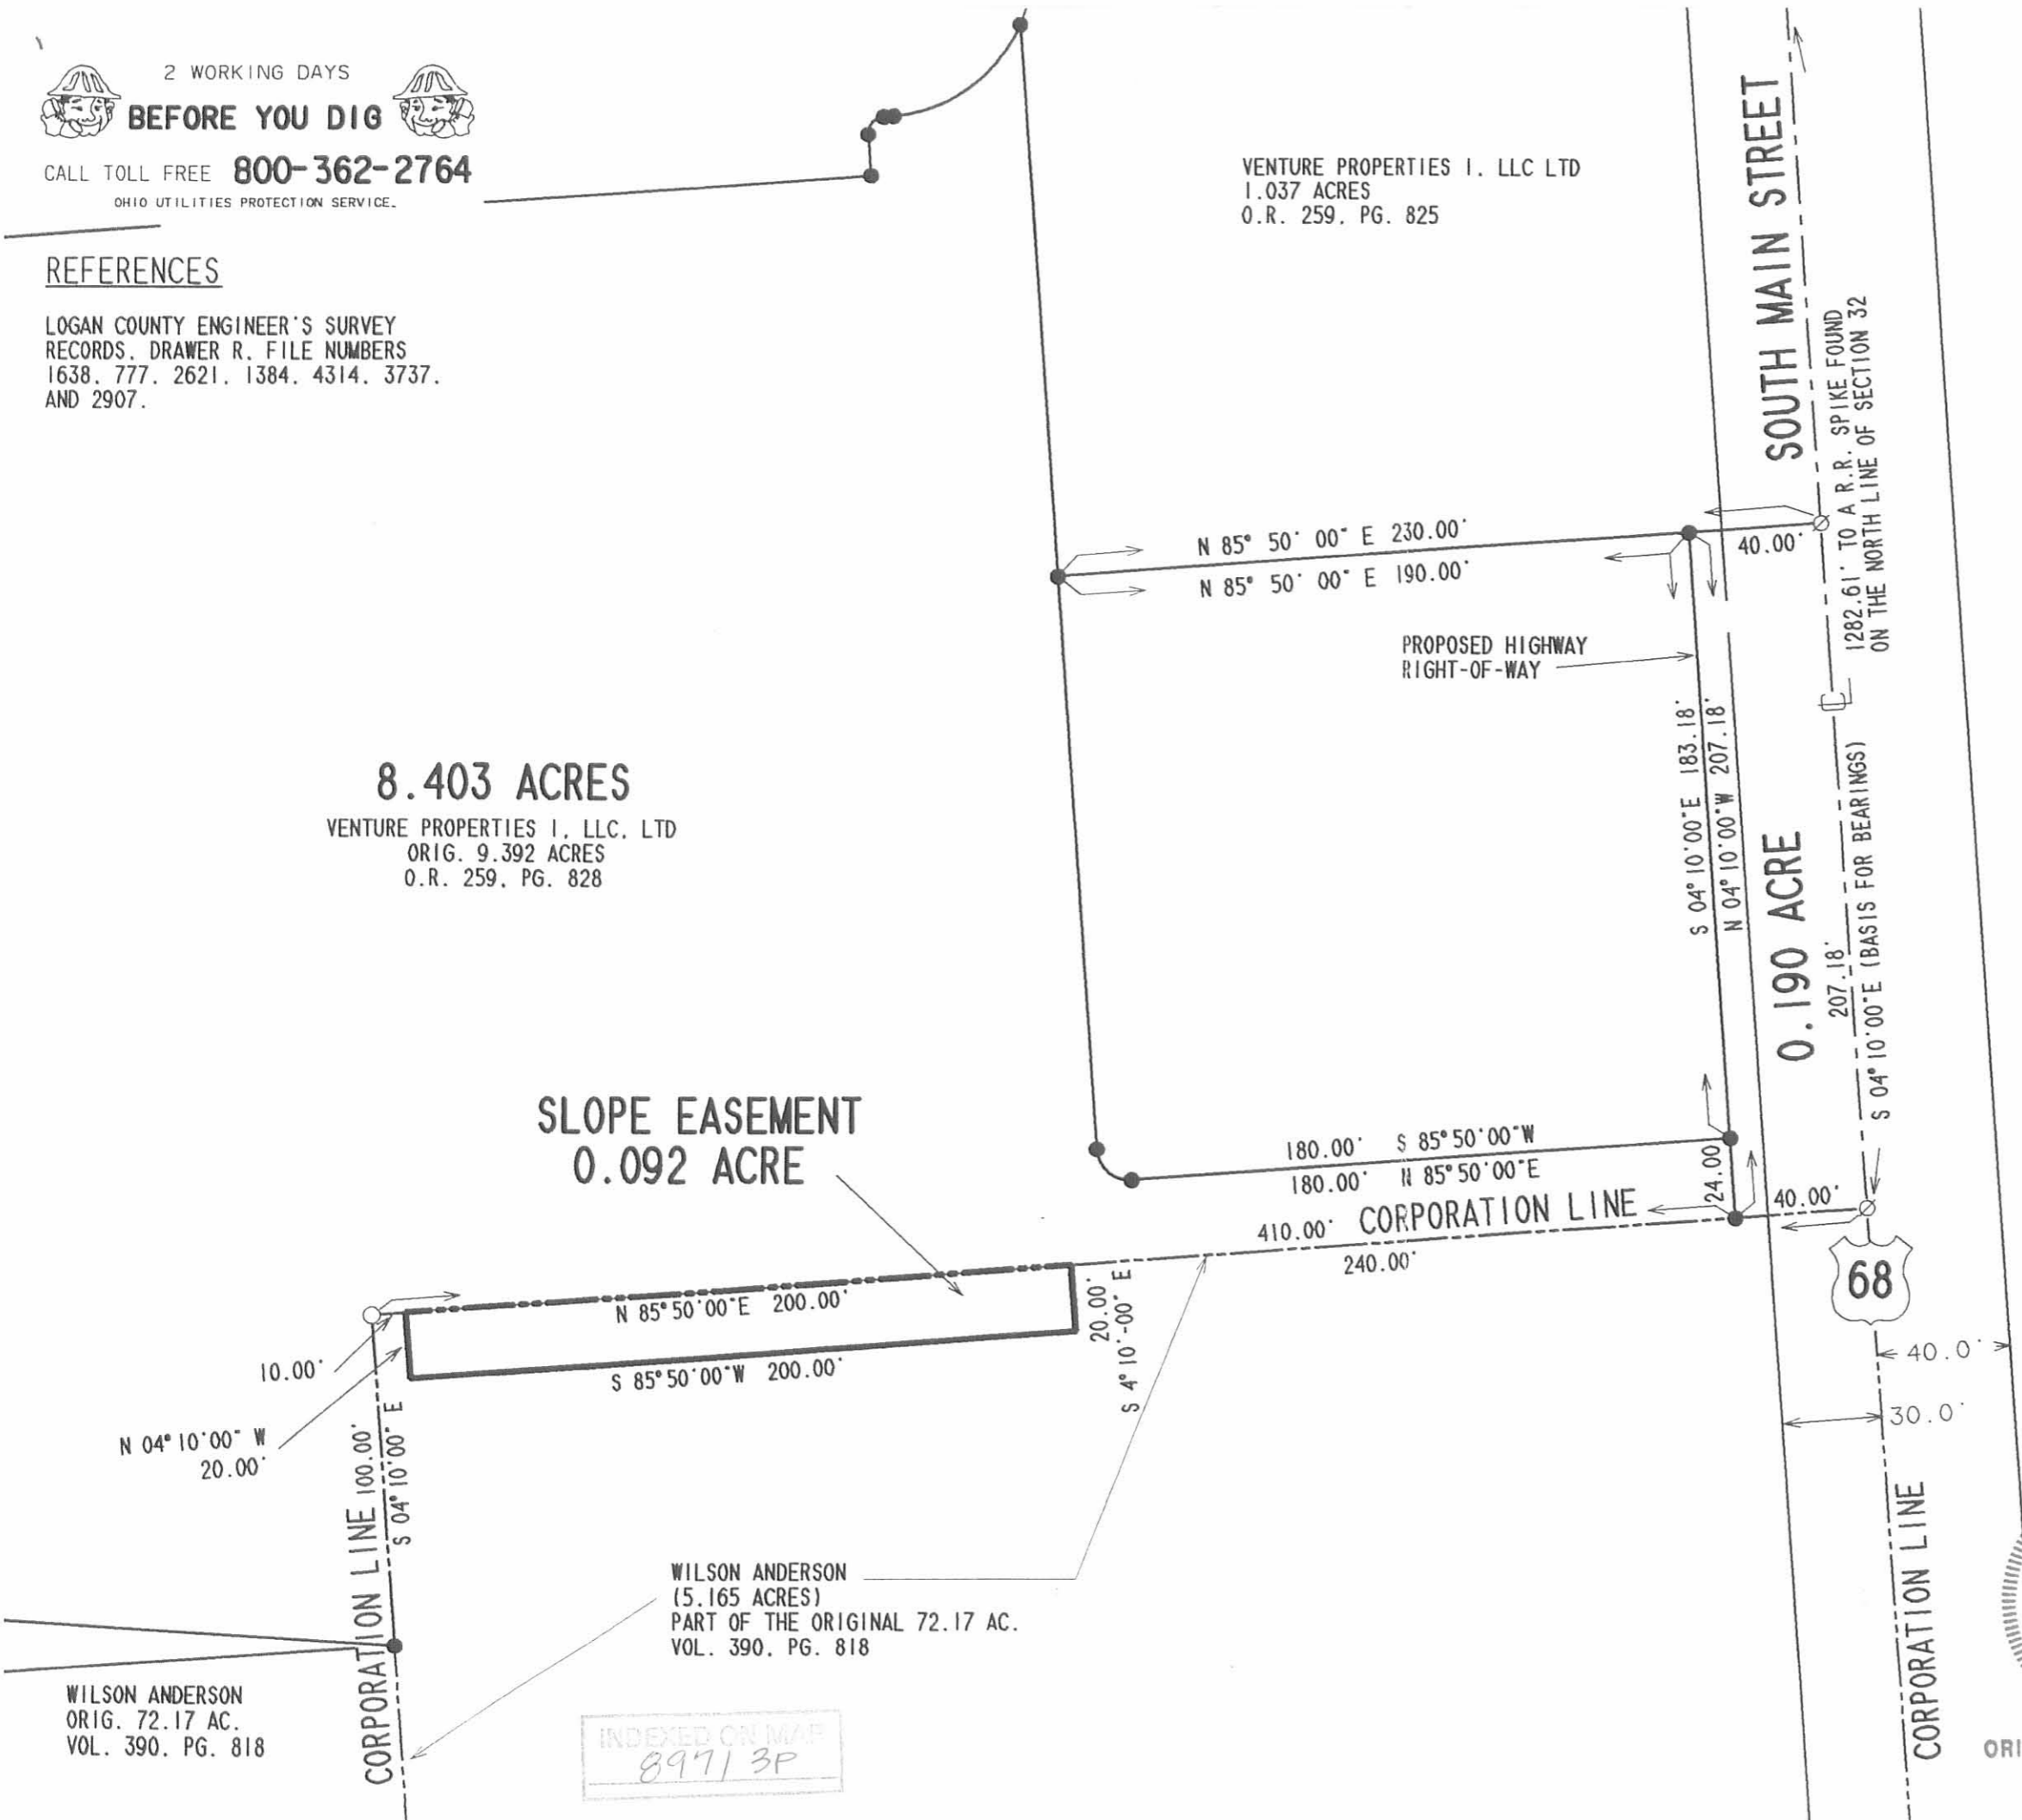 2 WORKING DAYS
BEFORE YOU DIG
CALL TOLL FREE 800-362-2764
OHIO UTILITIES PROTECTION SERVICE.
REFERENCES
LOGAN COUNTY ENGINEER'S SURVEY
RECORDS. DRAWER R. FILE NUMBERS
1638. 777. 2621. 1384. 4314. 3737.
AND 2907.
VENTURE PROPERTIES I. LLC LTD
1.037 ACRES
O.R. 259. PG. 825
SOUTH MAIN STREET
1282.61' TO A R.R. SPIKE FOUND
ON THE NORTH LINE OF SECTION 32
N 85° 50' 00" E 230.00'
N 85° 50' 00" E 190.00'
40.00'
PROPOSED HIGHWAY
RIGHT-OF-WAY
S 04° 10'00"E 183.18'
N 04° 10'00"W 207.18'
8.403 ACRES
VENTURE PROPERTIES I. LLC. LTD
ORIG. 9.392 ACRES
O.R. 259. PG. 828
0.190 ACRE
207.18'
S 04° 10'00"E (BASIS FOR BEARINGS)
SLOPE EASEMENT
0.092 ACRE
180.00' S 85° 50'00"W
180.00' N 85° 50'00"E
24.00'
40.00'
410.00' CORPORATION LINE
240.00'
68
N 85° 50'00"E 200.00'
S 85° 50'00"W 200.00'
20.00'
S 4° 10'-00" E
10.00'
N 04° 10'00" W
20.00'
40.0'
30.0'
CORPORATION LINE 100.00'
S 04° 10'00" E
WILSON ANDERSON
(5.165 ACRES)
PART OF THE ORIGINAL 72.17 AC.
VOL. 390. PG. 818
WILSON ANDERSON
ORIG. 72.17 AC.
VOL. 390. PG. 818
INDEXED ON MAP
8971 3P
CORPORATION LINE
ORI